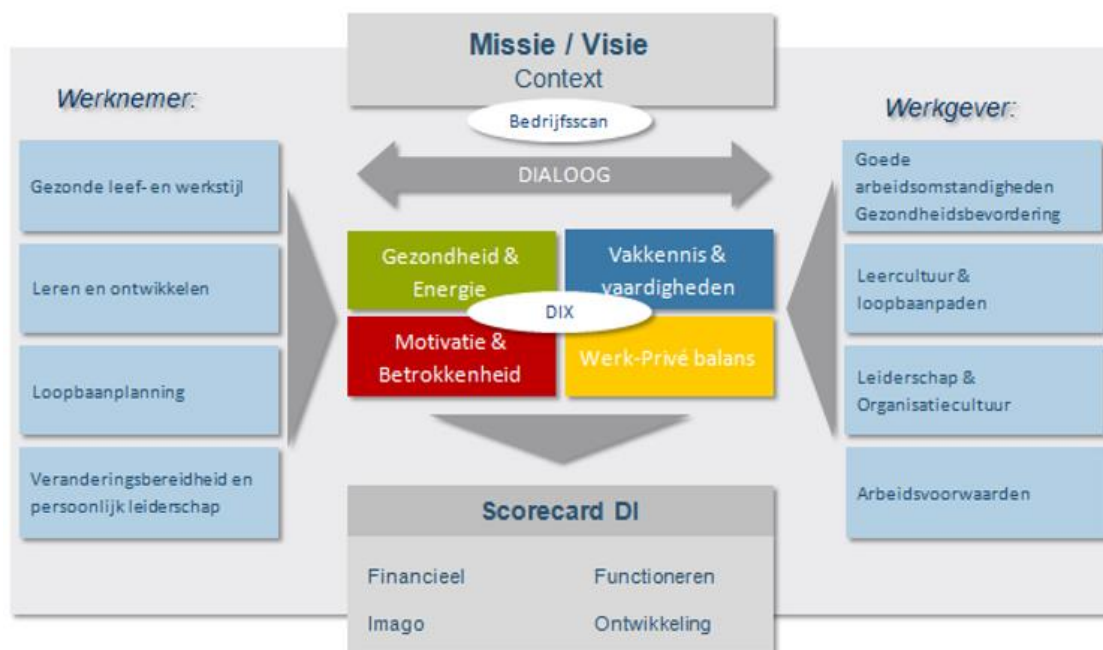 Missie / Visie
Context
Bedrijfsscan
DIALOOG
Werknemer:
Gezonde leef- en werkstijl
Leren en ontwikkelen
Loopbaanplanning
Veranderingsbereidheid en
persoonlijk leiderschap
Gezondheid &
Energie
Vakkennis &
vaardigheden
DIX
Motivatie &
Betrokkenheid
Werk-Privé balans
Werkgever:
Goede
arbeidsomstandigheden
Gezondheidsbevordering
Leercultuur &
loopbaanpaden
Leiderschap &
Organisatiecultuur
Arbeidsvoorwaarden
Scorecard DI
Financieel
Functioneren
Imago
Ontwikkeling